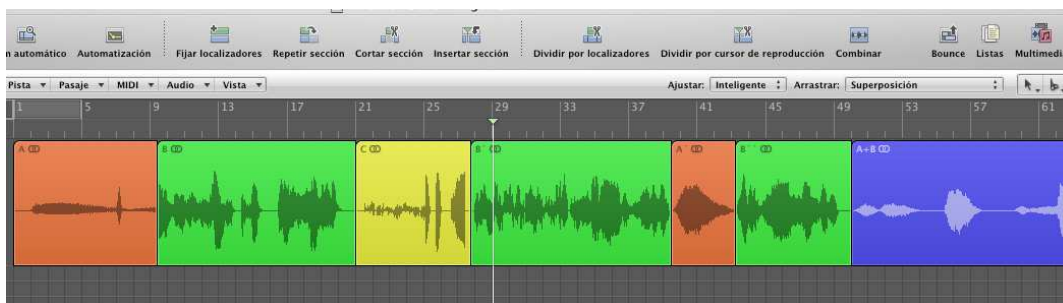 n automático Automatización Fijar localizadores Repetir sección Cortar sección Insertar sección Dividir por localizadores Dividir por cursor de reproducción Combinar Bounce Listas Multimedi
Pista Pasaje MIDI Audio Vista Ajustar: Inteligente Arrastrar: Superposición
1 5 9 13 17 21 25 29 33 37 41 45 49 53 57 61
A B C B´ A´ B´´ A+B